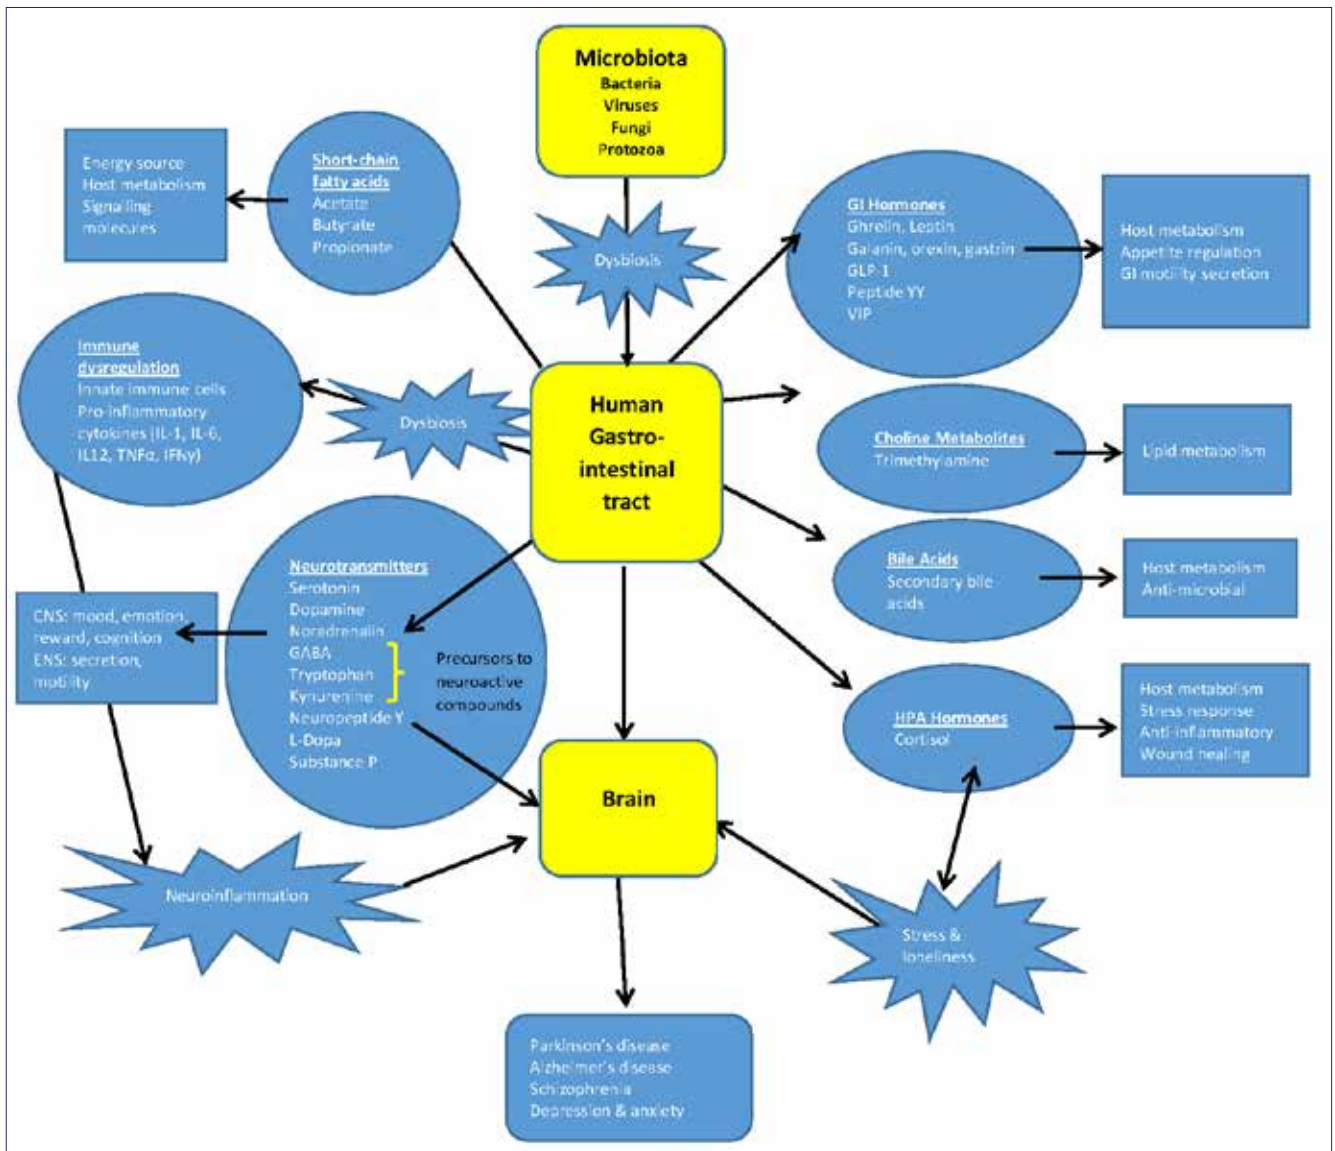 Microbiota
Bacteria
Viruses
Fungi
Protozoa
Energy source
Host metabolism
Signalling
molecules
Short-chain
fatty acids
Acetate
Butyrate
Propionate
Dysbiosis
GI Hormones
Ghrelin, Leptin
Galanin, orexin, gastrin
GLP-1
Peptide YY
VIP
Host metabolism
Appetite regulation
GI motility secretion
Immune
dysregulation
Innate immune cells
Pro-inflammatory
cytokines (IL-1, IL-6,
IL12, TNFα, IFNγ)
Dysbiosis
Human
Gastro-
intestinal
tract
Choline Metabolites
Trimethylamine
Lipid metabolism
Bile Acids
Secondary bile
acids
Host metabolism
Anti-microbial
Neurotransmitters
Serotonin
Dopamine
Noradrenalin
GABA
Tryptophan
Kynurenine
Neuropeptide Y
L-Dopa
Substance P
Precursors to
neuroactive
compounds
CNS: mood, emotion,
reward, cognition
ENS: secretion,
motility
HPA Hormones
Cortisol
Host metabolism
Stress response
Anti-inflammatory
Wound healing
Brain
Neuroinflammation
Stress &
loneliness
Parkinson's disease
Alzheimer's disease
Schizophrenia
Depression & anxiety